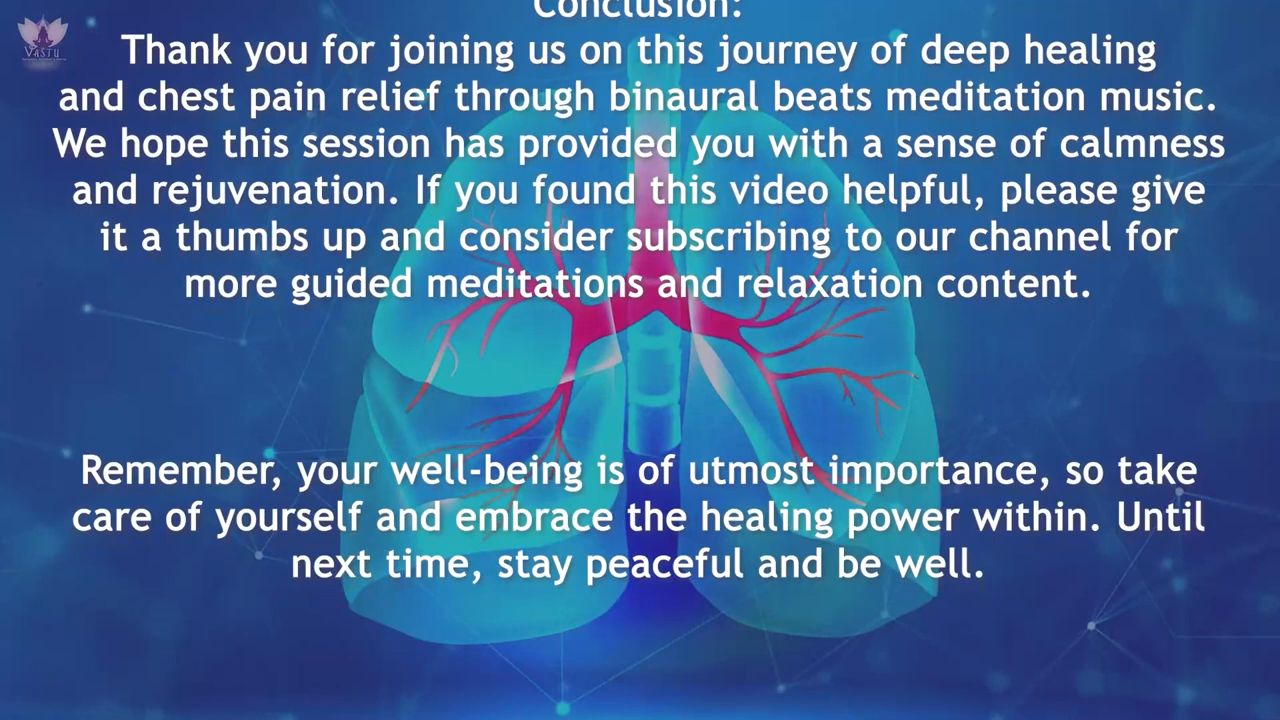 Conclusion:
Thank you for joining us on this journey of deep healing
and chest pain relief through binaural beats meditation music.
We hope this session has provided you with a sense of calmness
and rejuvenation. If you found this video helpful, please give
it a thumbs up and consider subscribing to our channel for
more guided meditations and relaxation content.
Remember, your well-being is of utmost importance, so take
care of yourself and embrace the healing power within. Until
next time, stay peaceful and be well.
VASTU